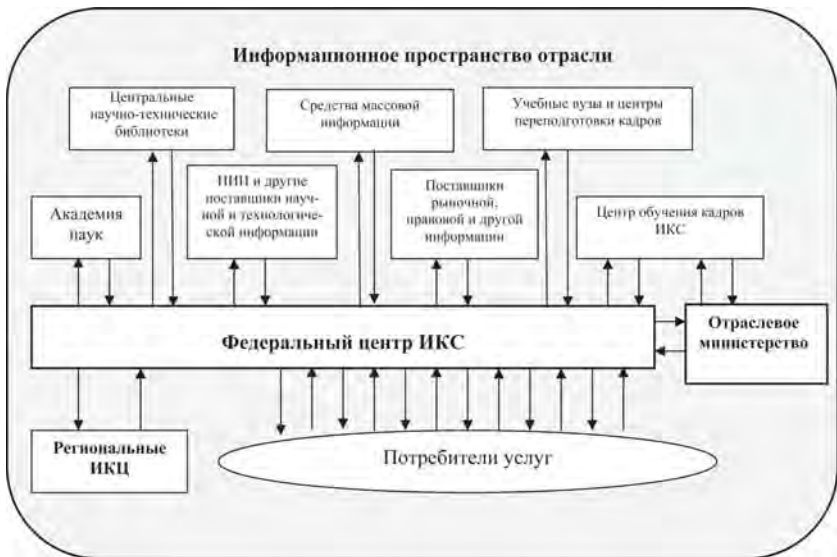 Информационное пространство отрасли
Центральные
научно-технические
библиотеки
Средства массовой
информации
Учебные вузы и центры
переподготовки кадров
Академия
наук
НИИ и другие
поставщики науч-
ной и технологиче-
ской информации
Поставщики
рыночной,
правовой и другой
информации
Центр обучения кадров
ИКС
Федеральный центр ИКС
Отраслевое
министерство
Региональные
ИКЦ
Потребители услуг